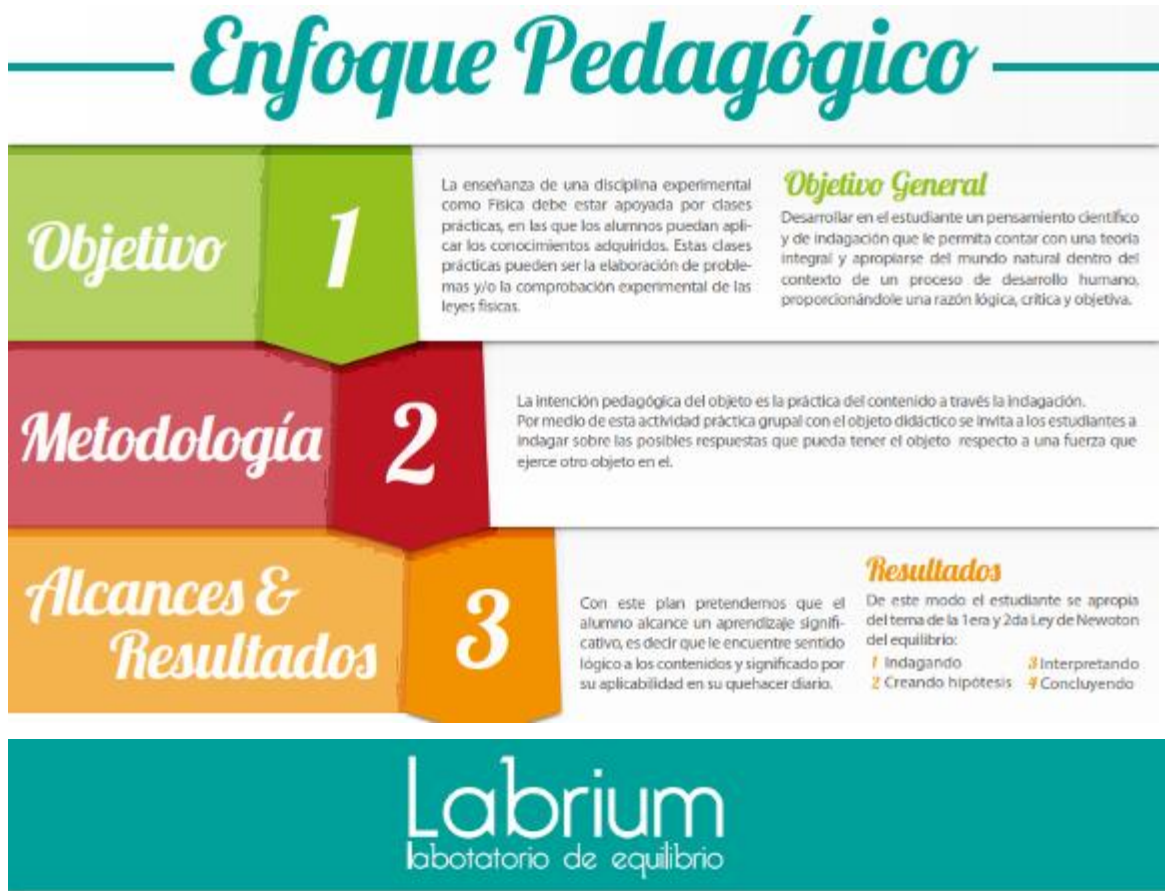 Enfoque Pedagógico
Objetivo
1
La enseñanza de una disciplina experimental
como Física debe estar apoyada por clases
prácticas, en las que los alumnos puedan apli-
car los conocimientos adquiridos. Estas clases
prácticas pueden ser la elaboración de proble-
mas y/o la comprobación experimental de las
leyes físicas.
Objetivo General
Desarrollar en el estudiante un pensamiento científico
y de indagación que le permita contar con una teoría
integral y apropiarse del mundo natural dentro del
contexto de un proceso de desarrollo humano,
proporcionándole una razón lógica, crítica y objetiva.
Metodología
2
La intención pedagógica del objeto es la práctica del contenido a través la indagación.
Por medio de esta actividad práctica grupal con el objeto didáctico se invita a los estudiantes a
indagar sobre las posibles respuestas que pueda tener el objeto respecto a una fuerza que
ejerce otro objeto en el.
Alcances &
Resultados
3
Con este plan pretendemos que el
alumno alcance un aprendizaje signifi-
cativo, es decir que le encuentre sentido
lógico a los contenidos y significado por
su aplicabilidad en su quehacer diario.
Resultados
De este modo el estudiante se apropia
del tema de la 1era y 2da Ley de Newoton
del equilibrio:
1 Indagando 3 Interpretando
2 Creando hipótesis 4 Concluyendo
Labrium
labotatorio de equilibrio